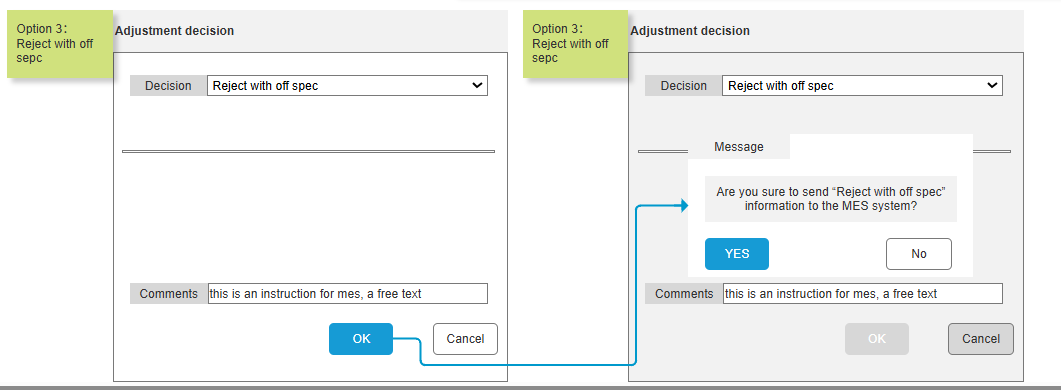 Option 3:
Reject with off
sepc
Adjustment decision
Decision
Reject with off spec
Comments
this is an instruction for mes, a free text
OK
Cancel
Option 3:
Reject with off
sepc
Adjustment decision
Decision
Reject with off spec
Message
Are you sure to send “Reject with off spec”
information to the MES system?
YES
No
Comments
this is an instruction for mes, a free text
OK
Cancel